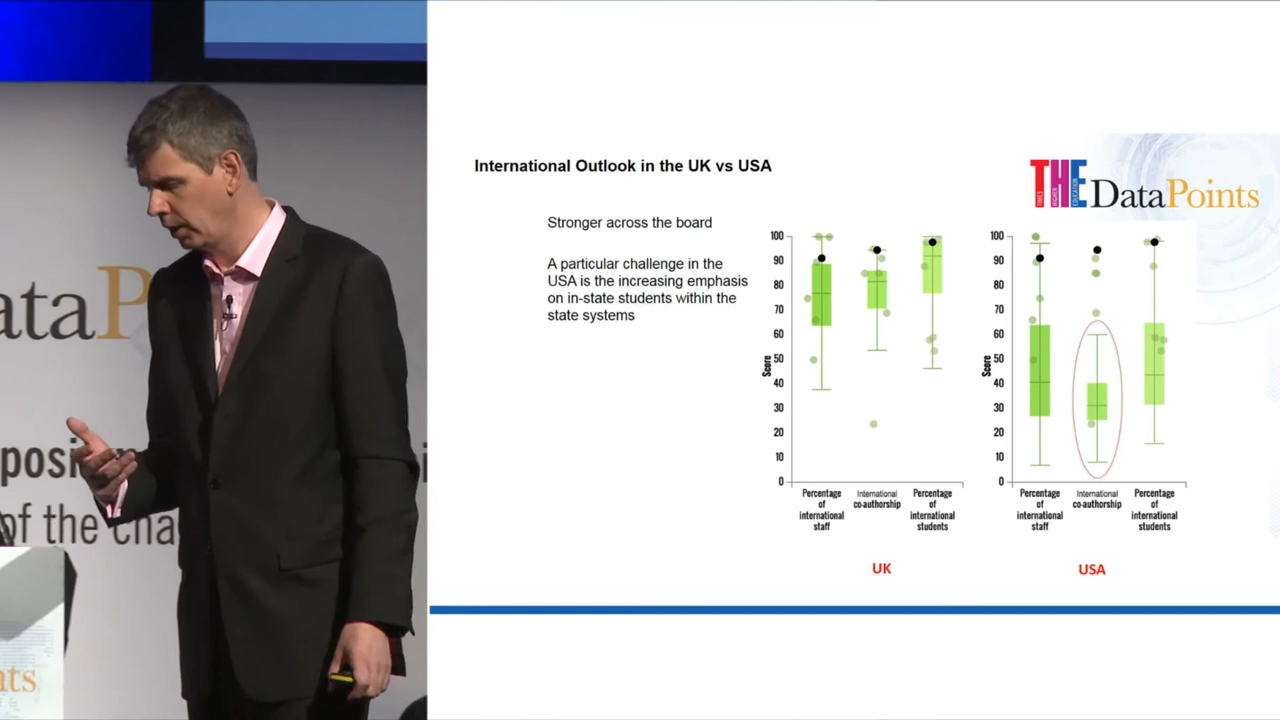 ataP
posi
of the cha
nts
International Outlook in the UK vs USA
THE DataPoints
TIMES HIGHER EDUCATION
Stronger across the board
A particular challenge in the
USA is the increasing emphasis
on in-state students within the
state systems
Score
100
90
80
70
60
50
40
30
20
10
0
Percentage
of
international
staff
International
co-authorship
Percentage
of
international
students
UK
Score
100
90
80
70
60
50
40
30
20
10
0
Percentage
of
international
staff
International
co-authorship
Percentage
of
international
students
USA